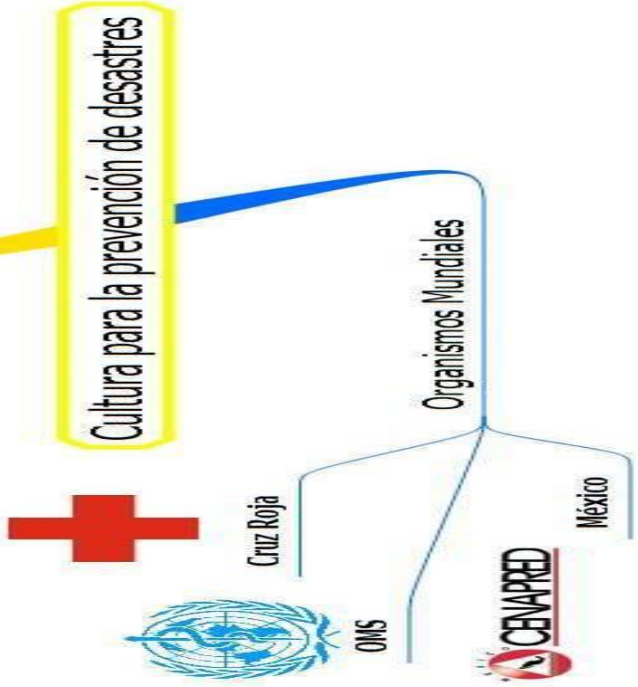 Cultura para la prevención de desastres
Organismos Mundiales
Cruz Roja
OMS
México
CENAPRED